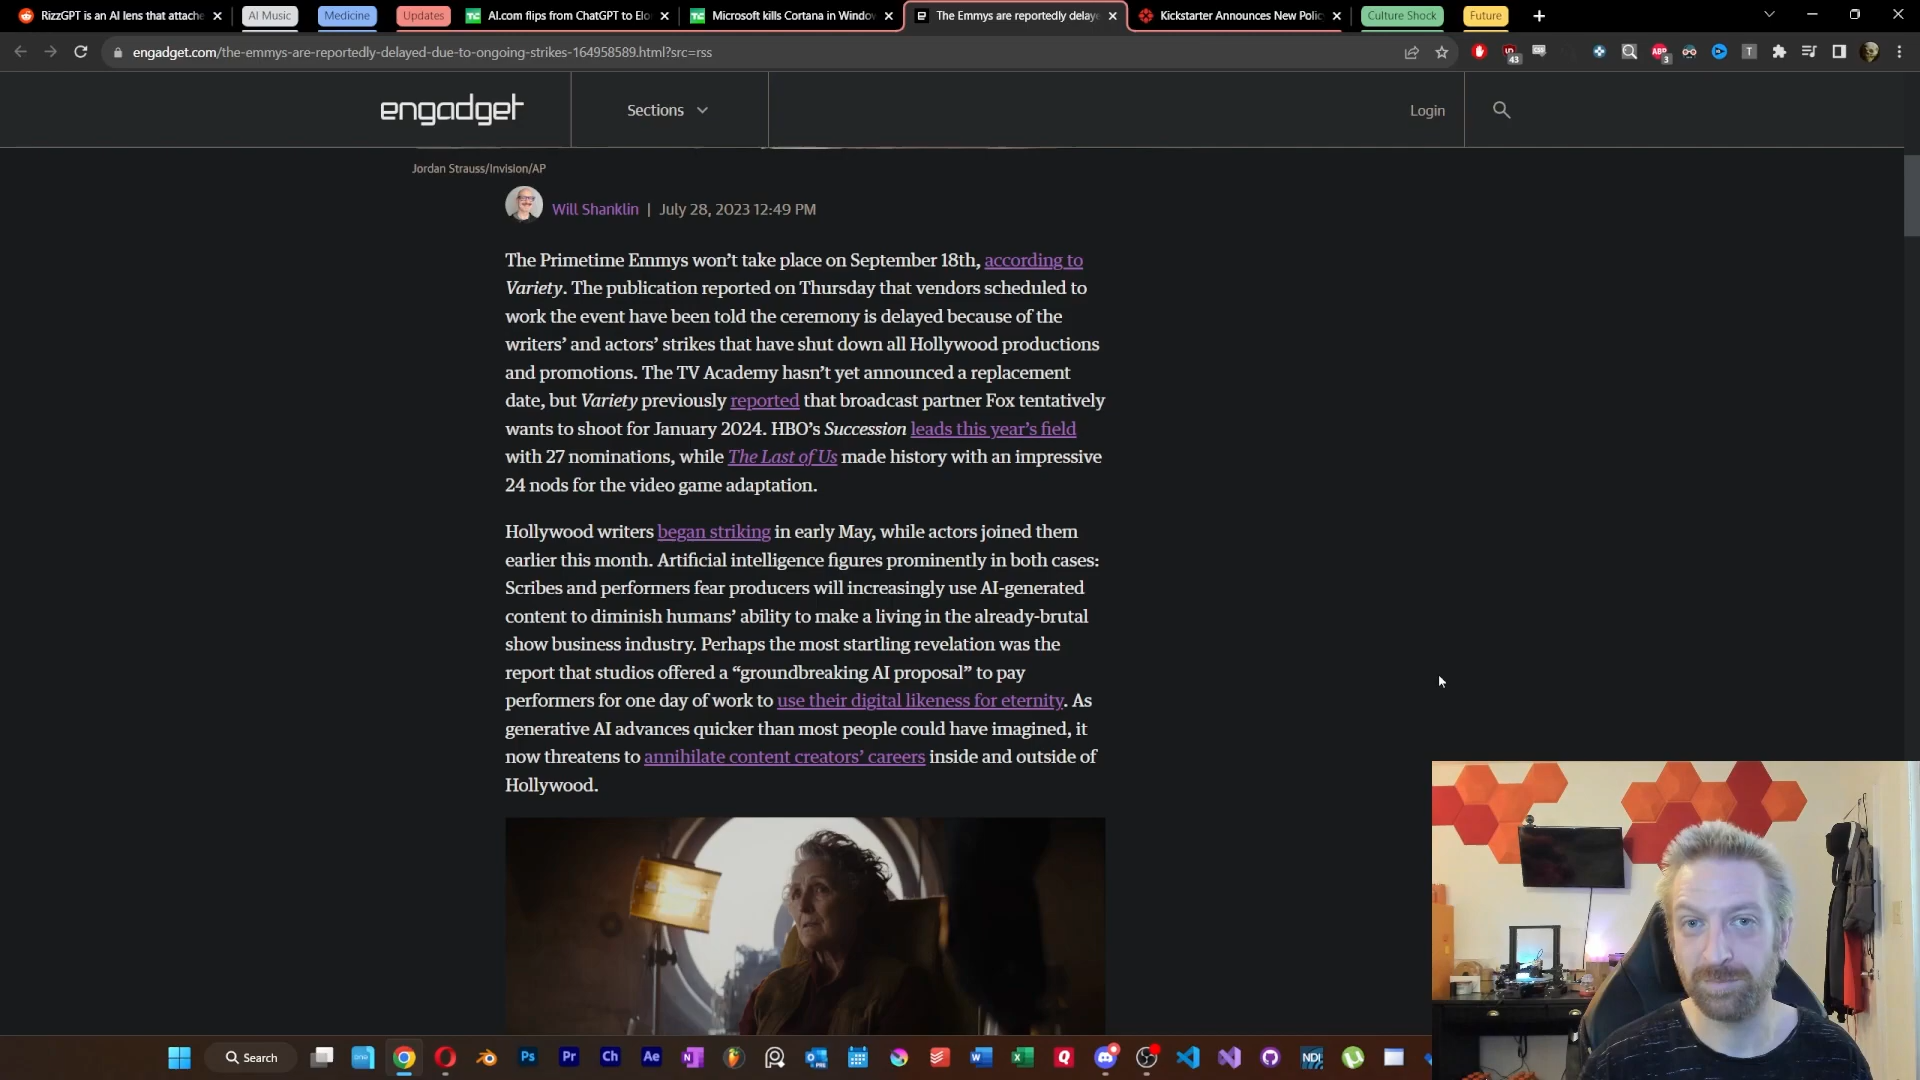 RizzGPT is an AI lens that attache
AI Music
Medicine
Updates
AI.com flips from ChatGPT to Elo
Microsoft kills Cortana in Window
The Emmys are reportedly delaye
Kickstarter Announces New Polic
Culture Shock
Future
engadget.com/the-emmys-are-reportedly-delayed-due-to-ongoing-strikes-164958589.html?src=rss
engadget
Sections
Login
Jordan Strauss/Invision/AP
Will Shanklin | July 28, 2023 12:49 PM
The Primetime Emmys won’t take place on September 18th, according to
Variety. The publication reported on Thursday that vendors scheduled to
work the event have been told the ceremony is delayed because of the
writers’ and actors’ strikes that have shut down all Hollywood productions
and promotions. The TV Academy hasn’t yet announced a replacement
date, but Variety previously reported that broadcast partner Fox tentatively
wants to shoot for January 2024. HBO’s Succession leads this year’s field
with 27 nominations, while The Last of Us made history with an impressive
24 nods for the video game adaptation.
Hollywood writers began striking in early May, while actors joined them
earlier this month. Artificial intelligence figures prominently in both cases:
Scribes and performers fear producers will increasingly use AI-generated
content to diminish humans’ ability to make a living in the already-brutal
show business industry. Perhaps the most startling revelation was the
report that studios offered a “groundbreaking AI proposal” to pay
performers for one day of work to use their digital likeness for eternity. As
generative AI advances quicker than most people could have imagined, it
now threatens to annihilate content creators’ careers inside and outside of
Hollywood.
Search
Ps
Pr
Ch
Ae
N
W
X
Q
NDI